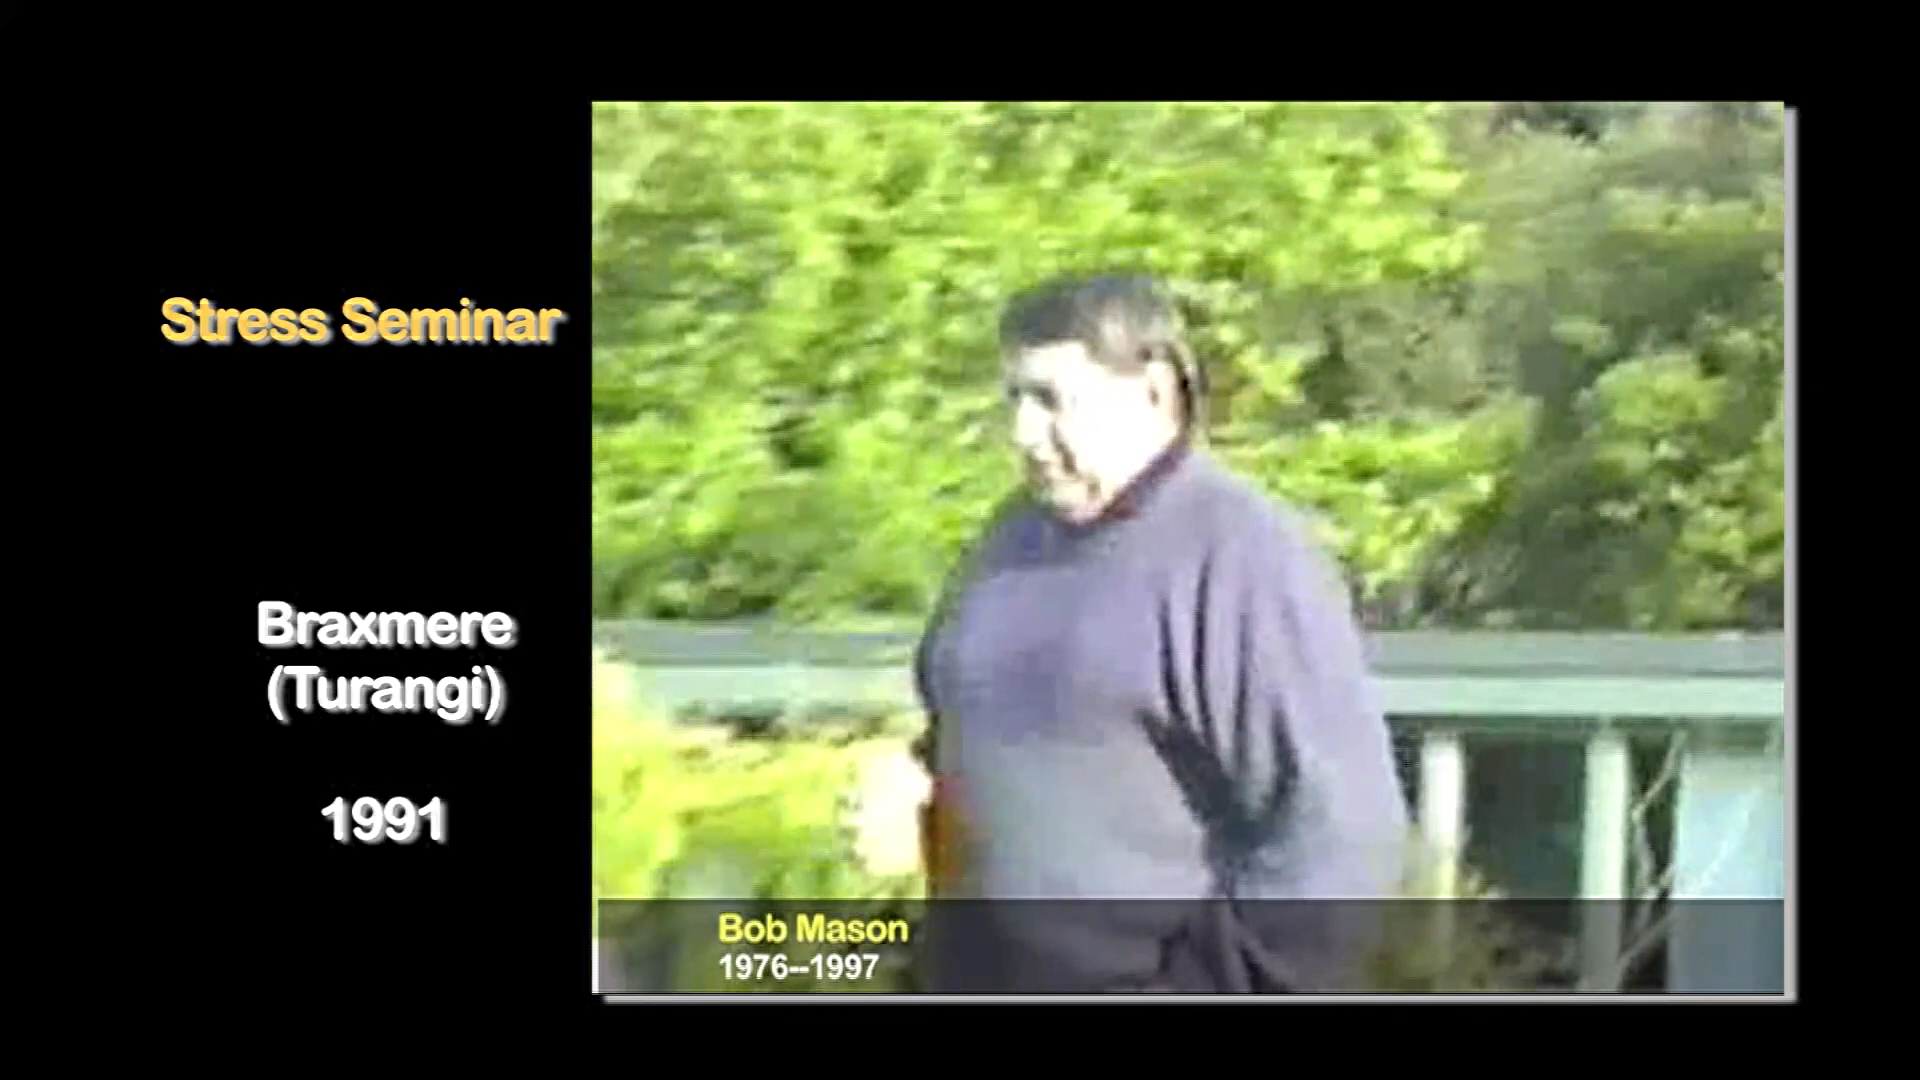 Stress Seminar
Braxmere
(Turangi)
1991
Bob Mason
1976--1997